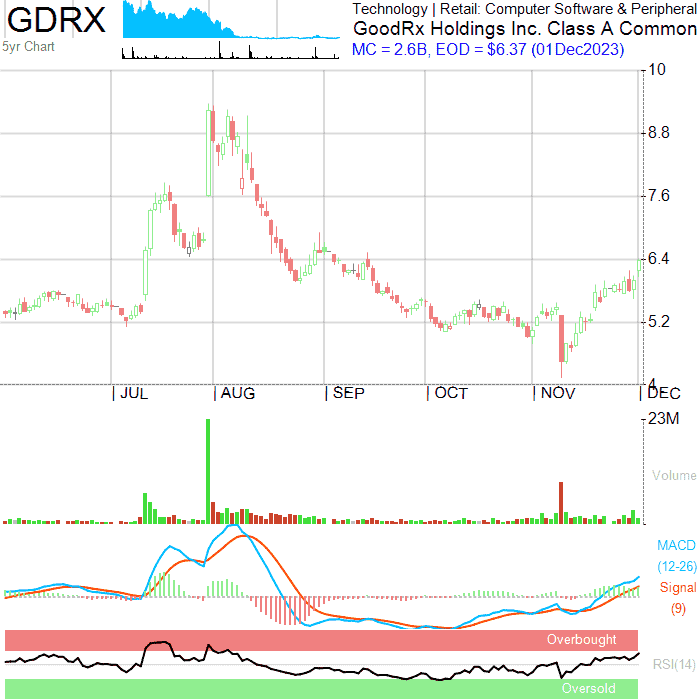 GDRX
5yr Chart
Technology | Retail: Computer Software & Peripheral
GoodRx Holdings Inc. Class A Common
MC = 2.6B, EOD = $6.37 (01Dec2023)
10
8.8
7.6
6.4
5.2
4
JUL AUG SEP OCT NOV DEC
23M
Volume
MACD
(12-26)
Signal
(9)
Overbought
RSI(14)
Oversold